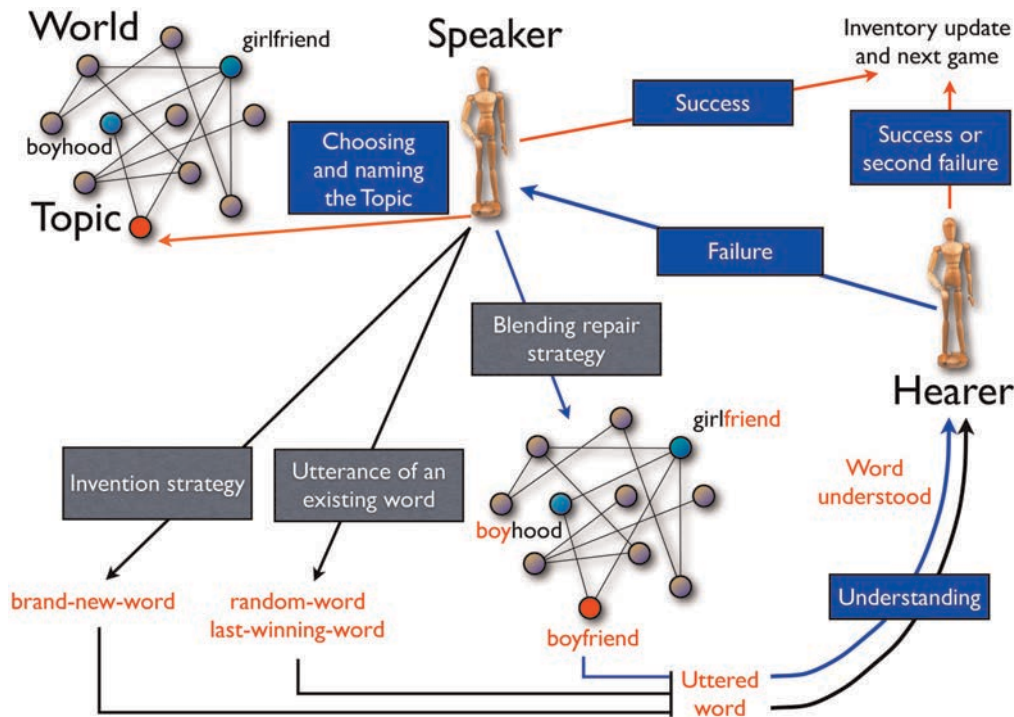 World
girlfriend
boyhood
Topic
Speaker
Choosing
and naming
the Topic
Success
Inventory update
and next game
Success or
second failure
Failure
Hearer
Blending repair
strategy
Invention strategy
Utterance of an
existing word
girlfriend
boyhood
boyfriend
brand-new-word
random-word
last-winning-word
Word
understood
Understanding
Uttered
word